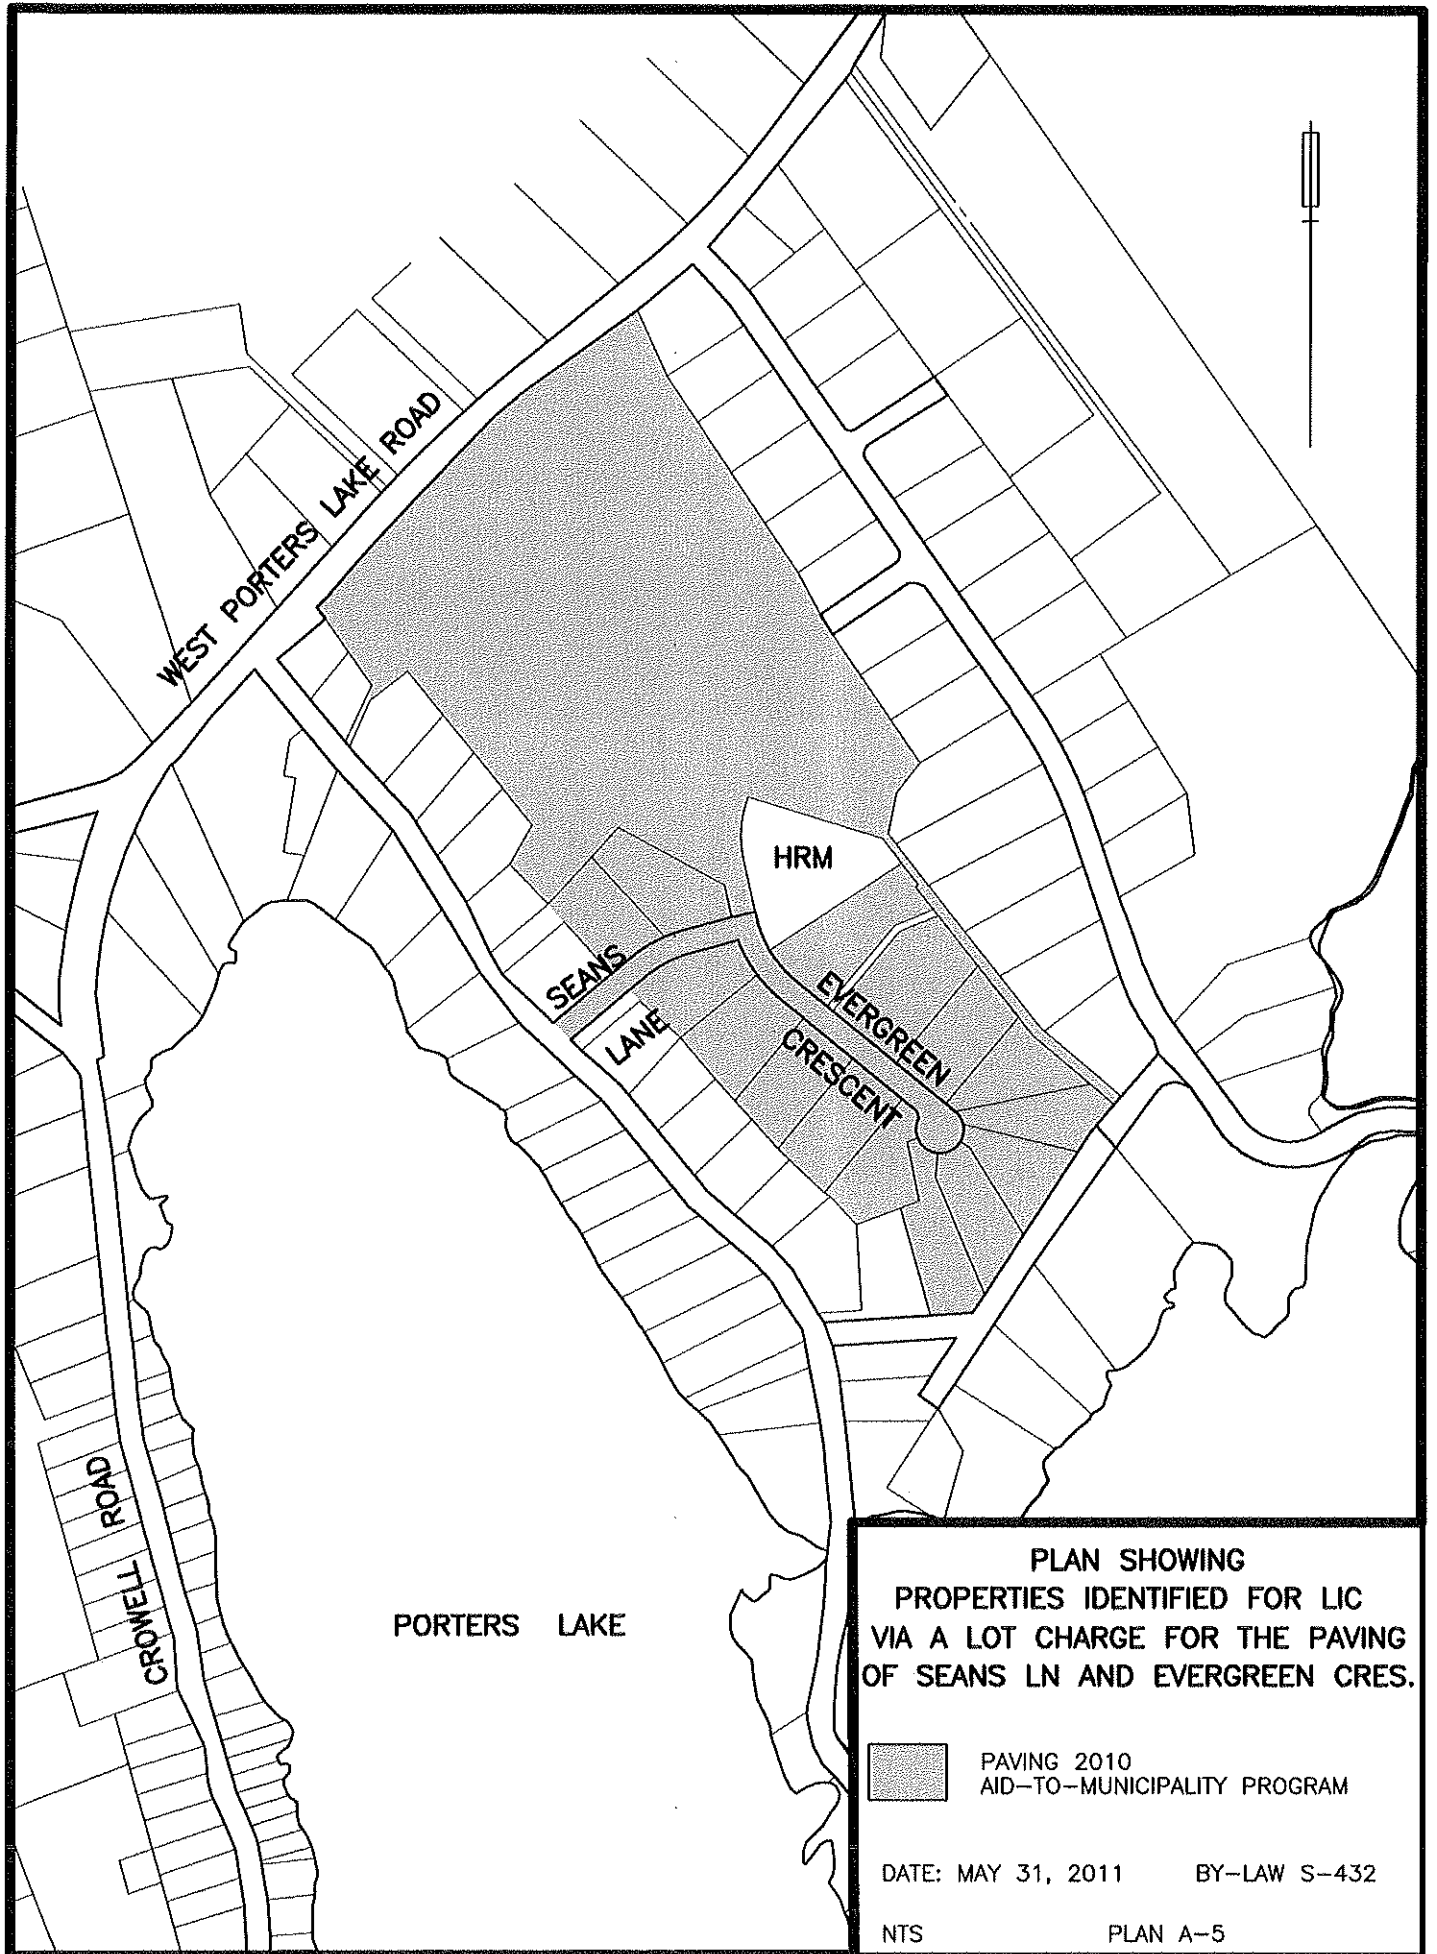 WEST PORTERS LAKE ROAD
HRM
SEANS
LANE
EVERGREEN
CRESCENT
CROWELL ROAD
PORTERS LAKE
PLAN SHOWING
PROPERTIES IDENTIFIED FOR LIC
VIA A LOT CHARGE FOR THE PAVING
OF SEANS LN AND EVERGREEN CRES.
PAVING 2010
AID-TO-MUNICIPALITY PROGRAM
DATE: MAY 31, 2011 BY-LAW S-432
NTS PLAN A-5